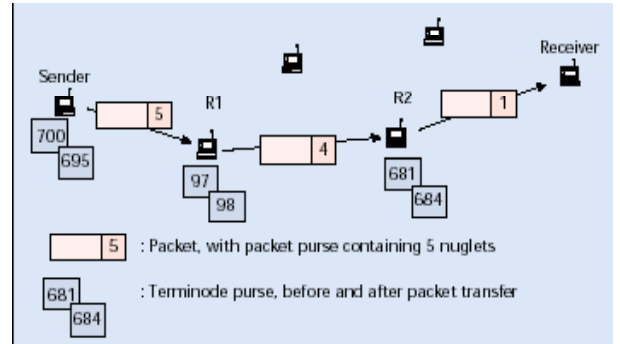 Receiver
Sender
R1
R2
5
1
4
700
695
97
98
681
684
5 : Packet, with packet purse containing 5 nuglets
681
684
: Terminode purse, before and after packet transfer